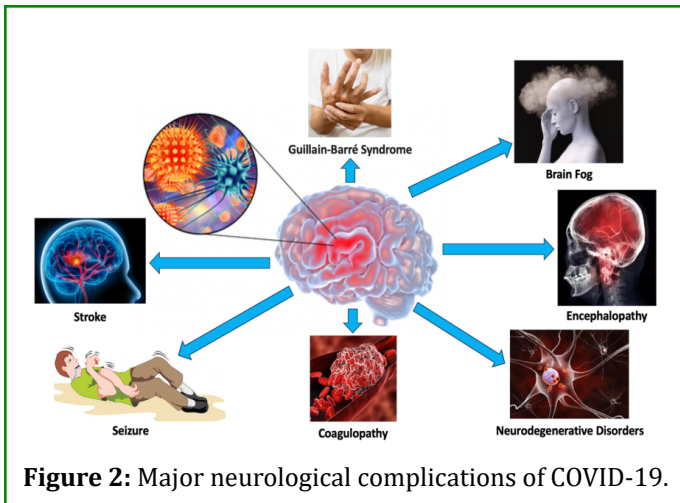 Guillain-Barré Syndrome
Brain Fog
Stroke
Encephalopathy
Seizure
Coagulopathy
Neurodegenerative Disorders
Figure 2: Major neurological complications of COVID-19.